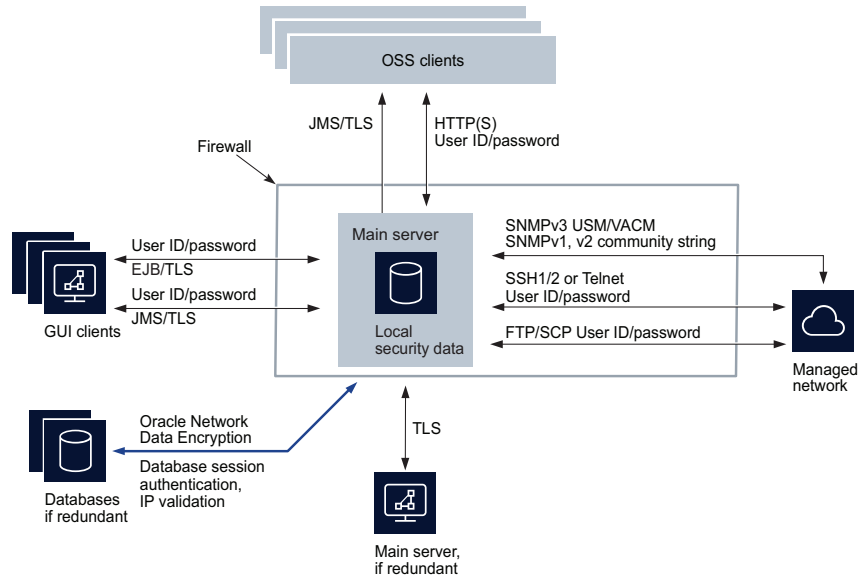 OSS clients
JMS/TLS
HTTP(S)
User ID/password
Firewall
Main server
Local
security data
SNMPv3 USM/VACM
SNMPv1, v2 community string
SSH1/2 or Telnet
User ID/password
FTP/SCP User ID/password
User ID/password
EJB/TLS
User ID/password
JMS/TLS
GUI clients
Managed
network
Oracle Network
Data Encryption
Database session
authentication,
IP validation
Databases
if redundant
TLS
Main server,
if redundant